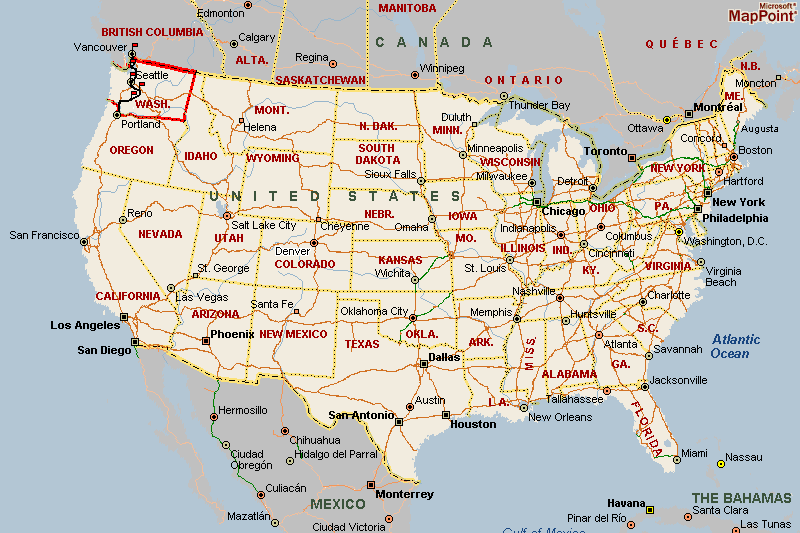 MANITOBA
Microsoft®
MapPoint®
Edmonton
BRITISH COLUMBIA
Calgary
CANADA
QUÉBEC
Vancouver
ALTA.
Regina
Winnipeg
N.B.
Moncton
SASKATCHEWAN
ONTARIO
Seattle
WASH.
Thunder Bay
ME.
Montréal
MONT.
Helena
N. DAK.
Duluth
MINN.
Ottawa
Augusta
Portland
OREGON
IDAHO
WYOMING
SOUTH
DAKOTA
Minneapolis
WISCONSIN
Toronto
Concord
Boston
Sioux Falls
Milwaukee
Detroit
NEW YORK
Hartford
UNITED STATES
New York
Reno
NEBR.
IOWA
Chicago
OHIO
PA.
Philadelphia
San Francisco
NEVADA
Salt Lake City
UTAH
Cheyenne
Omaha
MO.
Indianapolis
Columbus
Washington, D.C.
Denver
COLORADO
KANSAS
ILLINOIS
IND.
Cincinnati
St. George
Wichita
St. Louis
KY.
VIRGINIA
Virginia
Beach
CALIFORNIA
Las Vegas
Santa Fe
Nashville
Charlotte
ARIZONA
Oklahoma City
Memphis
Huntsville
Los Angeles
Phoenix
NEW MEXICO
TEXAS
OKLA.
ARK.
MISS.
S.C.
Atlanta
Atlantic
Ocean
San Diego
Dallas
ALABAMA
GA.
Savannah
Jacksonville
Hermosillo
Austin
Tallahassee
LA.
San Antonio
Houston
New Orleans
FLORIDA
Chihuahua
Ciudad
Obregón
Hidalgo del Parral
Miami
Nassau
Culiacán
Monterrey
MEXICO
Havana
THE BAHAMAS
Mazatlán
Ciudad Victoria
Pinar del Río
Santa Clara
Las Tunas
Gulf of Mexico